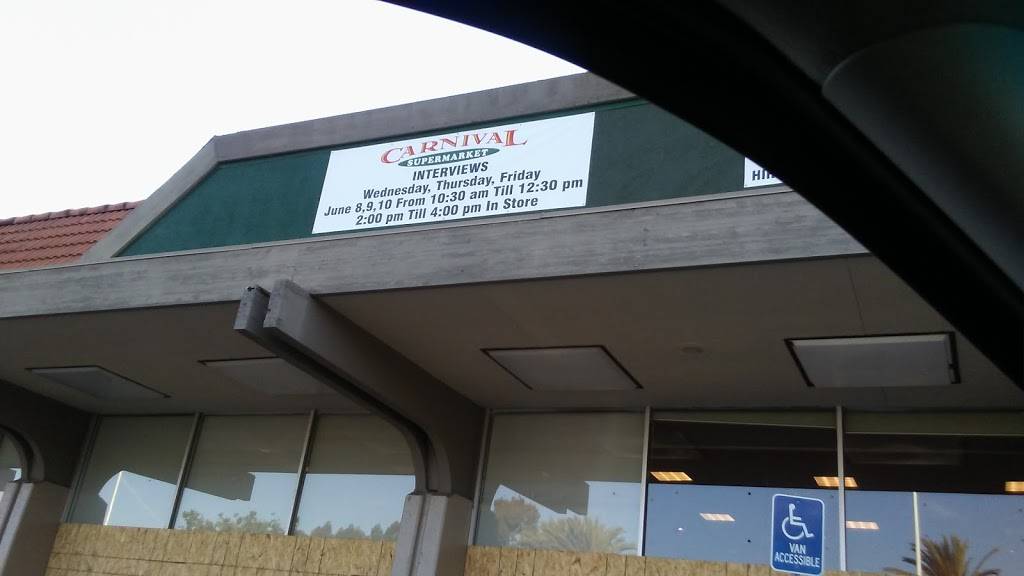 CARNIVAL
SUPERMARKET
INTERVIEWS
Wednesday, Thursday, Friday
June 8,9,10 From 10:30 am Till 12:30 pm
2:00 pm Till 4:00 pm In Store
VAN
ACCESSIBLE